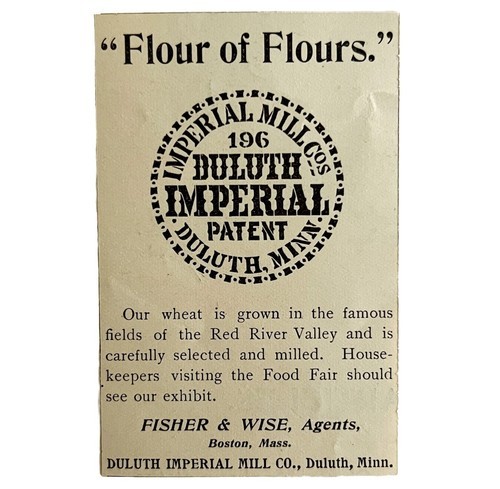 “Flour of Flours.”
IMPERIAL MILL Cos
196
DULUTH
IMPERIAL
PATENT
DULUTH, MINN.
Our wheat is grown in the famous
fields of the Red River Valley and is
carefully selected and milled. House-
keepers visiting the Food Fair should
see our exhibit.
FISHER & WISE, Agents,
Boston, Mass.
DULUTH IMPERIAL MILL CO., Duluth, Minn.